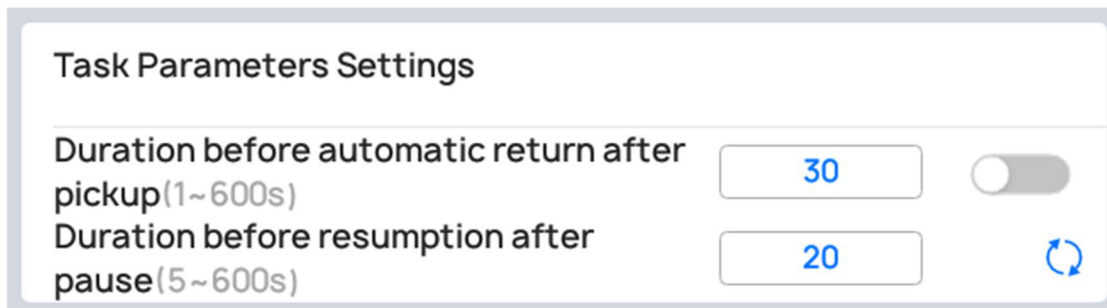 Task Parameters Settings
Duration before automatic return after
pickup(1~600s)
30
Duration before resumption after
pause(5~600s)
20